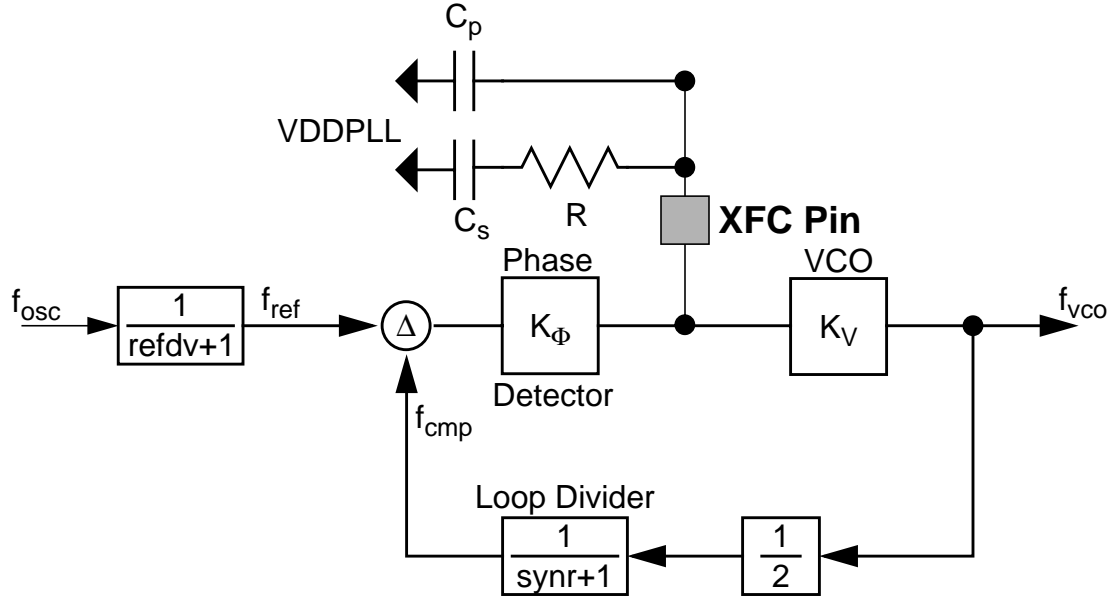 Cp
VDDPLL
Cs
R
XFC Pin
Phase
VCO
fosc
1
refdv+1
fref
Δ
KΦ
KV
fvco
Detector
fcmp
Loop Divider
1
synr+1
1
2